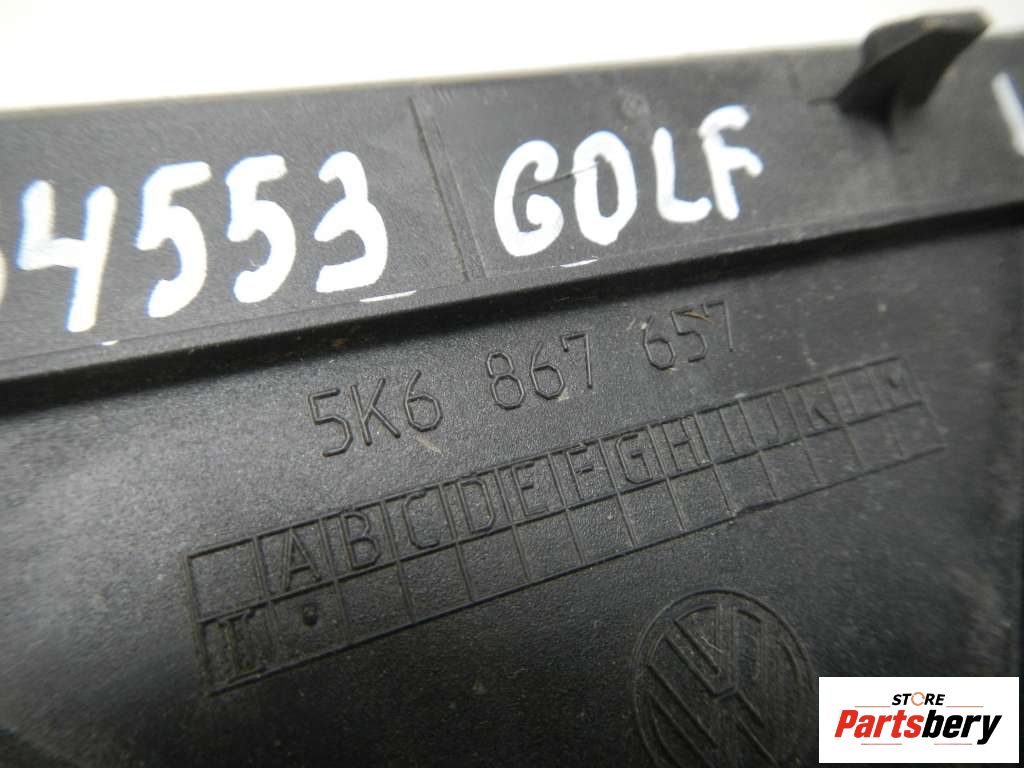 4553 GOLF
5K6 867 657
A B C D E F G H I J K L M
STORE
Partsbery